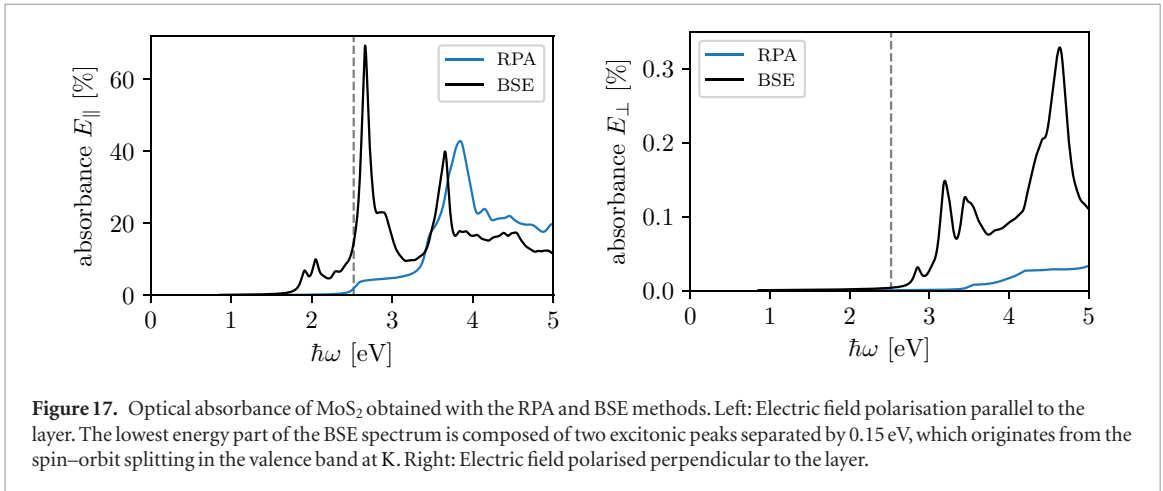 absorbance E∥ [%]
60
40
20
0
0 1 2 3 4 5
ħω [eV]
RPA
BSE
absorbance E⊥ [%]
0.3
0.2
0.1
0.0
0 1 2 3 4 5
ħω [eV]
RPA
BSE
Figure 17. Optical absorbance of MoS₂ obtained with the RPA and BSE methods. Left: Electric field polarisation parallel to the
layer. The lowest energy part of the BSE spectrum is composed of two excitonic peaks separated by 0.15 eV, which originates from the
spin–orbit splitting in the valence band at K. Right: Electric field polarised perpendicular to the layer.